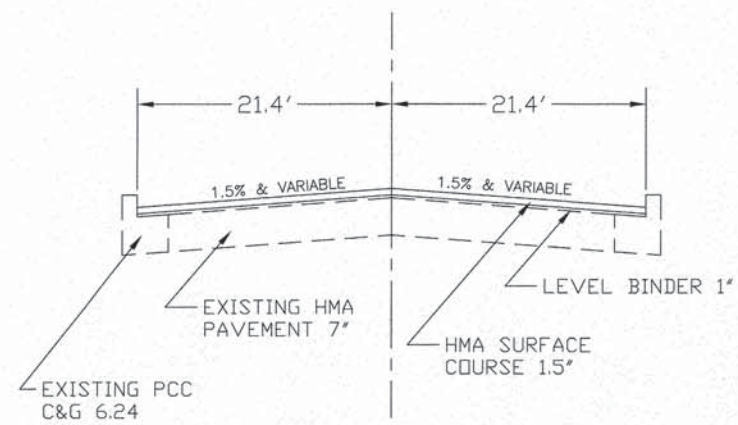 21.4'
21.4'
1.5% & VARIABLE
1.5% & VARIABLE
LEVEL BINDER 1"
EXISTING HMA
PAVEMENT 7"
HMA SURFACE
COURSE 1.5"
EXISTING PCC
C&G 6.24